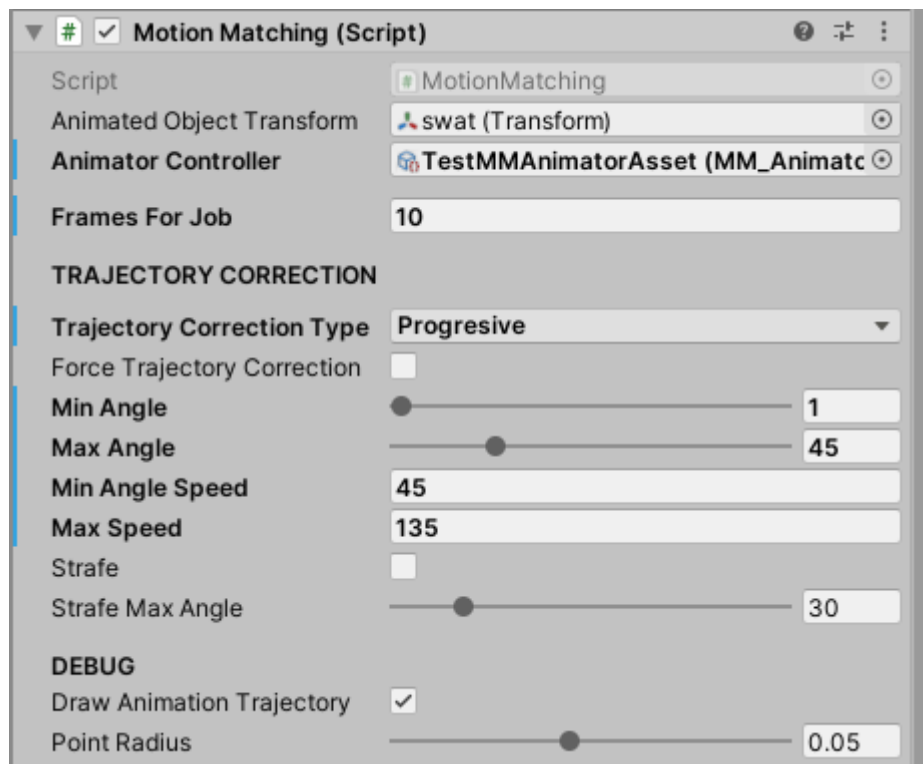 Motion Matching (Script)
Script MotionMatching
Animated Object Transform swat (Transform)
Animator Controller TestMMAnimatorAsset (MM_Animatc
Frames For Job 10
TRAJECTORY CORRECTION
Trajectory Correction Type Progresive
Force Trajectory Correction
Min Angle 1
Max Angle 45
Min Angle Speed 45
Max Speed 135
Strafe
Strafe Max Angle 30
DEBUG
Draw Animation Trajectory
Point Radius 0.05